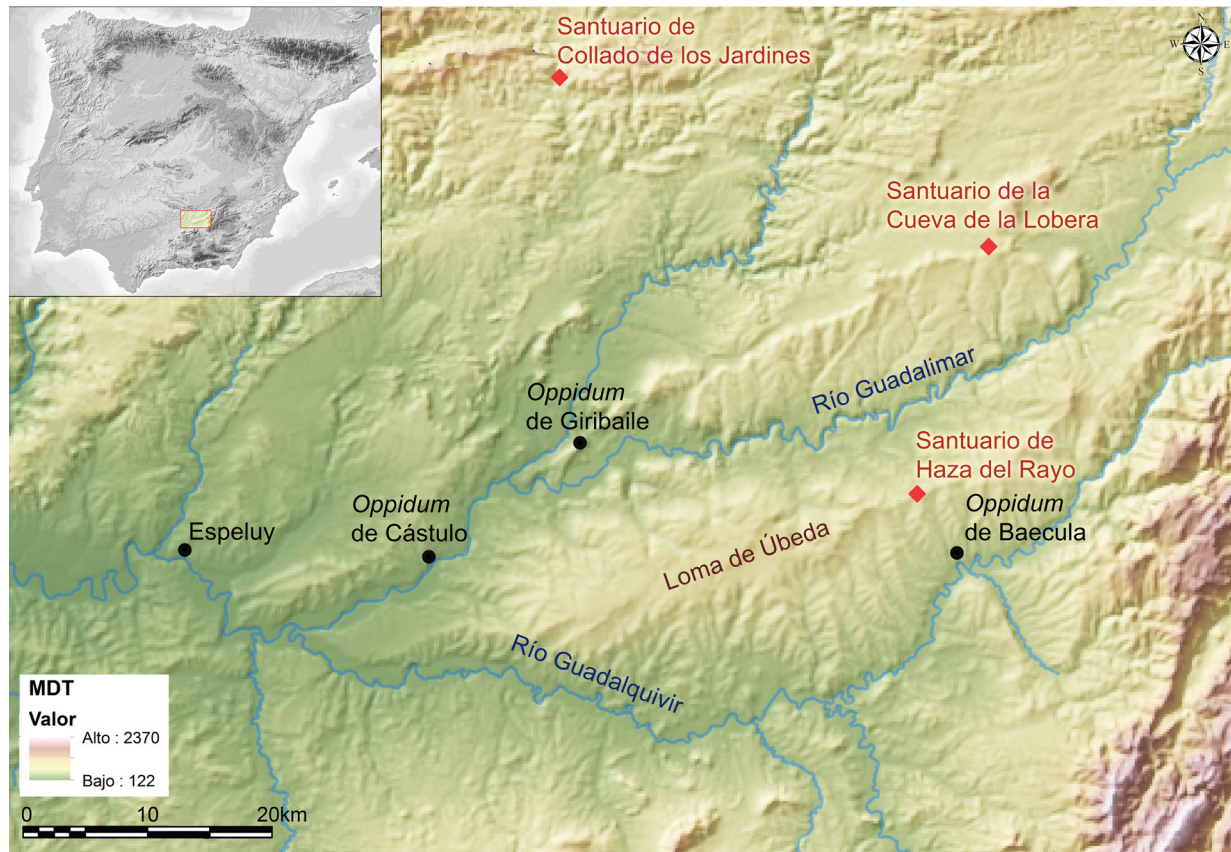 Santuario de
Collado de los Jardines
N
W
E
S
Santuario de la
Cueva de la Lobera
Río Guadalimar
Oppidum
de Giribaile
Santuario de
Haza del Rayo
Oppidum
de Cástulo
Oppidum
de Baecula
Espeluy
Loma de Úbeda
Río Guadalquivir
MDT
Valor
Alto : 2370
Bajo : 122
0 10 20km